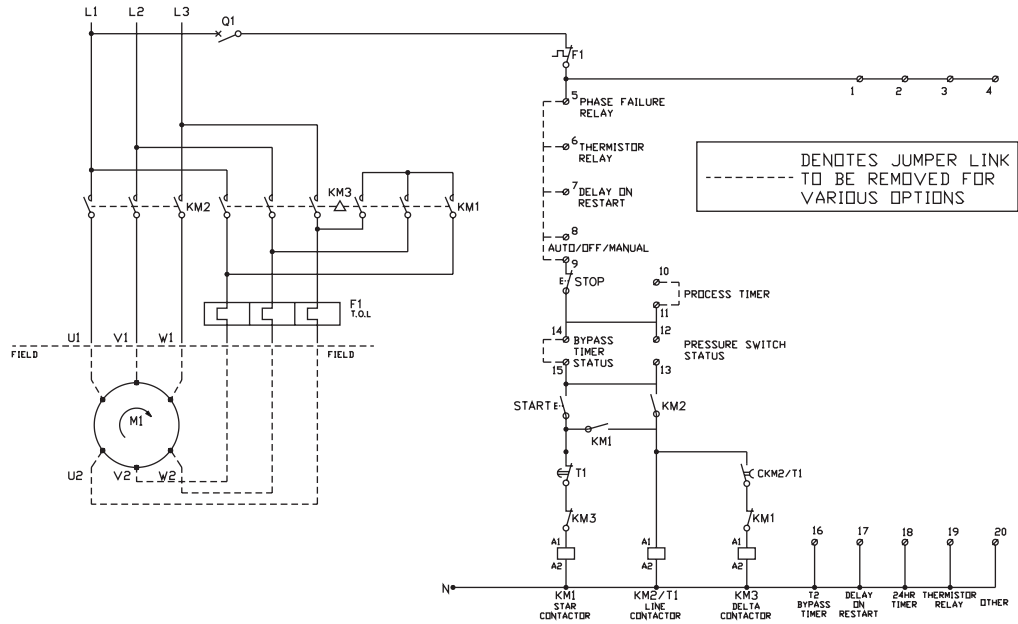 L1 L2 L3
Q1
F1
1 2 3 4
5 PHASE FAILURE
RELAY
6 THERMISTOR
RELAY
7 DELAY ON
RESTART
8
AUTO/OFF/MANUAL
9
DENOTES JUMPER LINK
TO BE REMOVED FOR
VARIOUS OPTIONS
KM2 KM3 KM1
STOP
10
PROCESS TIMER
11
F1
T.O.L
U1 V1 W1
FIELD FIELD
14 12
BYPASS
TIMER
STATUS
PRESSURE SWITCH
STATUS
15 13
M1
START KM2
KM1
U2 V2 W2
T1 CKM2/T1
KM3 KM1
A1 A1 A1
A2 A2 A2
16 17 18 19 20
N
KM1
STAR
CONTACTOR
KM2/T1
LINE
CONTACTOR
KM3
DELTA
CONTACTOR
T2
BYPASS
TIMER
DELAY
ON
RESTART
24HR
TIMER
THERMISTOR
RELAY
OTHER